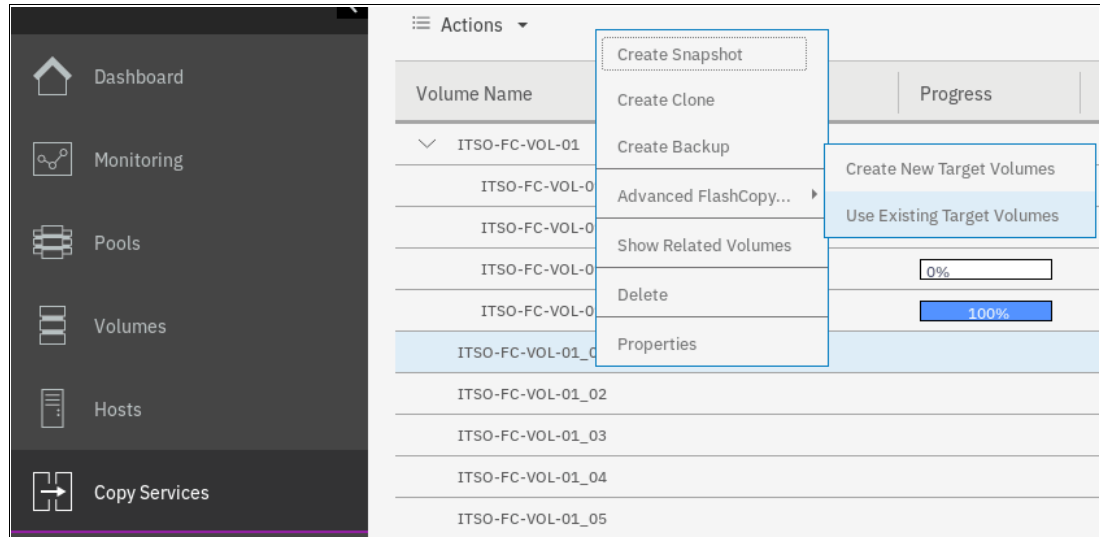 Actions
Dashboard
Monitoring
Pools
Volumes
Hosts
Copy Services
Volume Name
Progress
ITSO-FC-VOL-01
ITSO-FC-VOL-0
ITSO-FC-VOL-0
ITSO-FC-VOL-0
0%
ITSO-FC-VOL-0
100%
ITSO-FC-VOL-01_0
ITSO-FC-VOL-01_02
ITSO-FC-VOL-01_03
ITSO-FC-VOL-01_04
ITSO-FC-VOL-01_05
Create Snapshot
Create Clone
Create Backup
Advanced FlashCopy...
Show Related Volumes
Delete
Properties
Create New Target Volumes
Use Existing Target Volumes